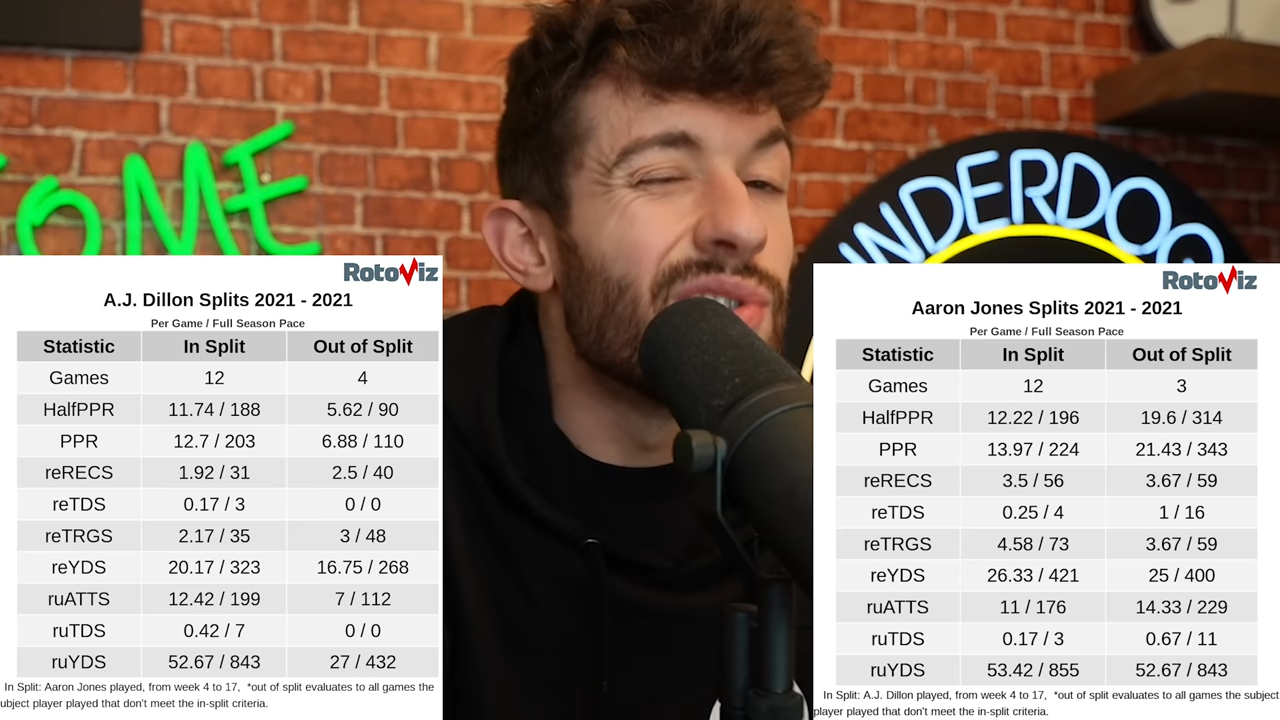 OME
UNDERDOG
RotoViz
A.J. Dillon Splits 2021 - 2021
Per Game / Full Season Pace
Statistic In Split Out of Split
Games 12 4
HalfPPR 11.74 / 188 5.62 / 90
PPR 12.7 / 203 6.88 / 110
reRECS 1.92 / 31 2.5 / 40
reTDS 0.17 / 3 0 / 0
reTRGS 2.17 / 35 3 / 48
reYDS 20.17 / 323 16.75 / 268
ruATTS 12.42 / 199 7 / 112
ruTDS 0.42 / 7 0 / 0
ruYDS 52.67 / 843 27 / 432
In Split: Aaron Jones played, from week 4 to 17, *out of split evaluates to all games the
ubject player played that don't meet the in-split criteria.
RotoViz
Aaron Jones Splits 2021 - 2021
Per Game / Full Season Pace
Statistic In Split Out of Split
Games 12 3
HalfPPR 12.22 / 196 19.6 / 314
PPR 13.97 / 224 21.43 / 343
reRECS 3.5 / 56 3.67 / 59
reTDS 0.25 / 4 1 / 16
reTRGS 4.58 / 73 3.67 / 59
reYDS 26.33 / 421 25 / 400
ruATTS 11 / 176 14.33 / 229
ruTDS 0.17 / 3 0.67 / 11
ruYDS 53.42 / 855 52.67 / 843
In Split: A.J. Dillon played, from week 4 to 17, *out of split evaluates to all games the subject
player played that don't meet the in-split criteria.